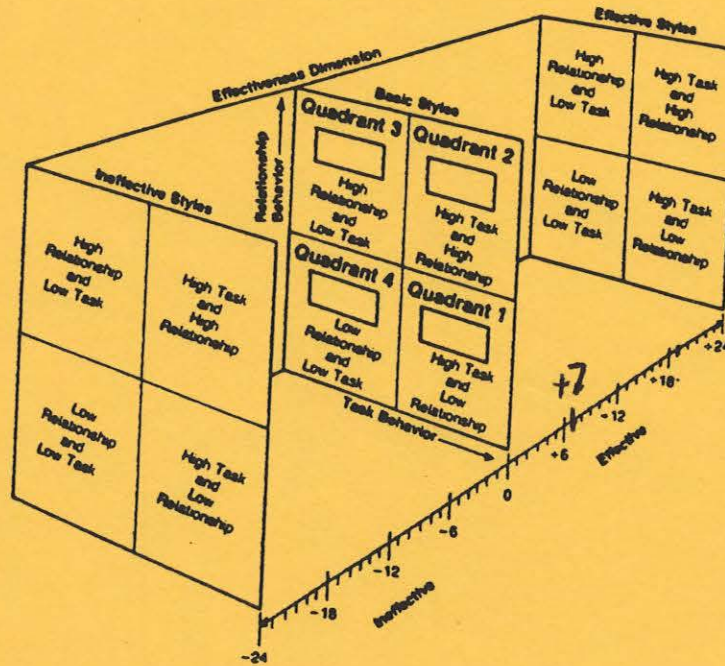 Effective Styles
High
Relationship
and
Low Task
High Task
and
High
Relationship
Low
Relationship
and
Low Task
High Task
and
Low
Relationship
Effectiveness Dimension
Basic Styles
Relationship
Behavior
Quadrant 3
High
Relationship
and
Low Task
Quadrant 2
High Task
and
High
Relationship
Quadrant 4
Low
Relationship
and
Low Task
Quadrant 1
High Task
and
Low
Relationship
Task Behavior
Ineffective Styles
High
Relationship
and
Low Task
High Task
and
High
Relationship
Low
Relationship
and
Low Task
High Task
and
Low
Relationship
+24
+18
+7
-12
+6
Effective
0
-6
-12
Ineffective
-18
-24